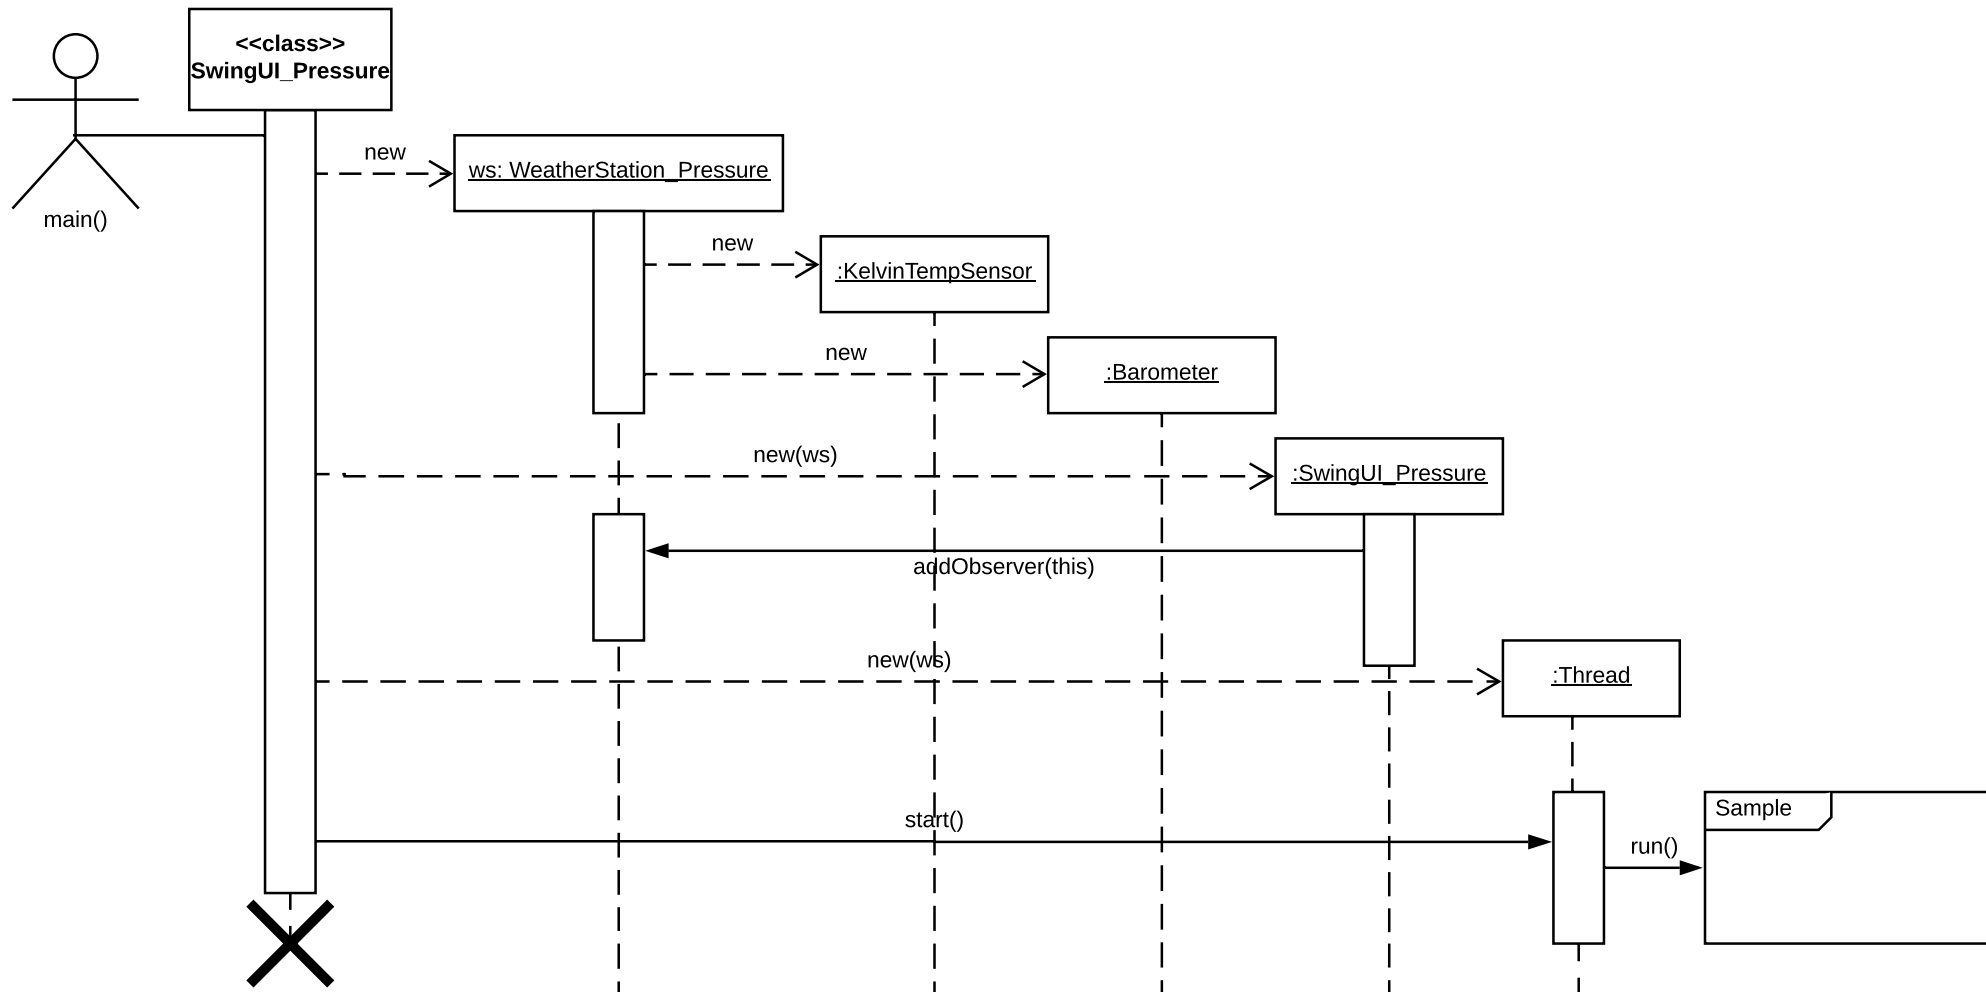 <<class>>
SwingUI_Pressure
main()
new
ws: WeatherStation_Pressure
new
:KelvinTempSensor
new
:Barometer
new(ws)
:SwingUI_Pressure
addObserver(this)
new(ws)
:Thread
start()
Sample
run()